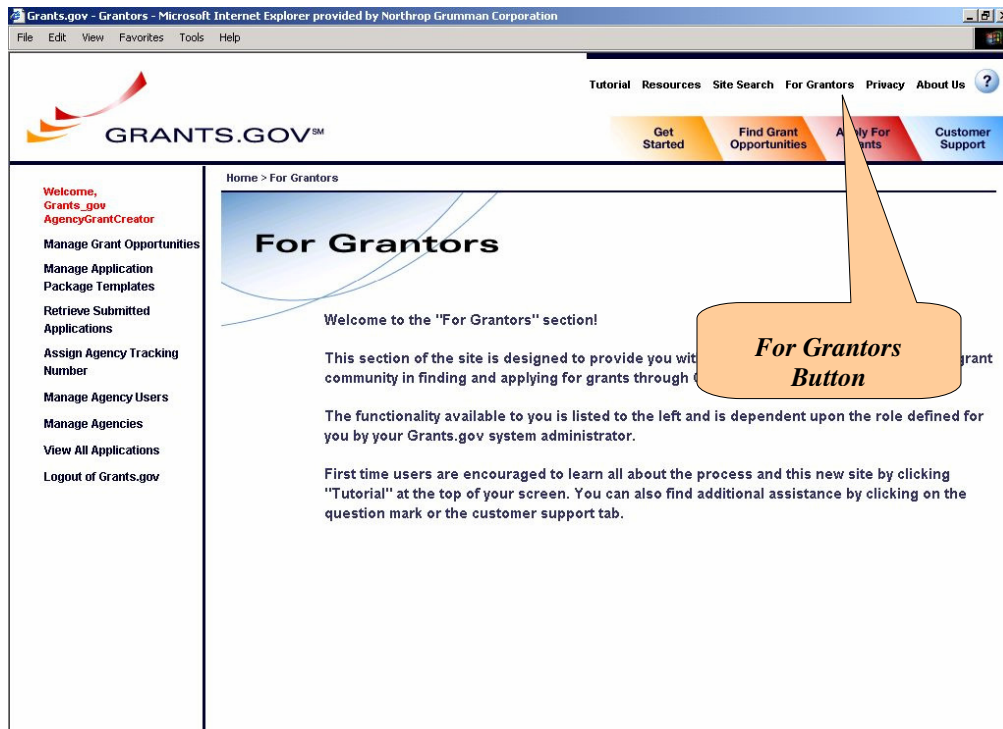 Grants.gov - Grantors - Microsoft Internet Explorer provided by Northrop Grumman Corporation
File Edit View Favorites Tools Help
Tutorial Resources Site Search For Grantors Privacy About Us ?
GRANTS.GOV℠
Get Started
Find Grant Opportunities
For
Customer Support
Home > For Grantors
Welcome,
Grants_gov
AgencyGrantCreator
Manage Grant Opportunities
Manage Application
Package Templates
Retrieve Submitted
Applications
Assign Agency Tracking
Number
Manage Agency Users
Manage Agencies
View All Applications
Logout of Grants.gov
For Grantors
Welcome to the "For Grantors" section!
This section of the site is designed to provide you grant
community in finding and applying for grants through
The functionality available to you is listed to the left and is dependent upon the role defined for
you by your Grants.gov system administrator.
First time users are encouraged to learn all about the process and this new site by clicking
"Tutorial" at the top of your screen. You can also find additional assistance by clicking on the
question mark or the customer support tab.
For Grantors
Button